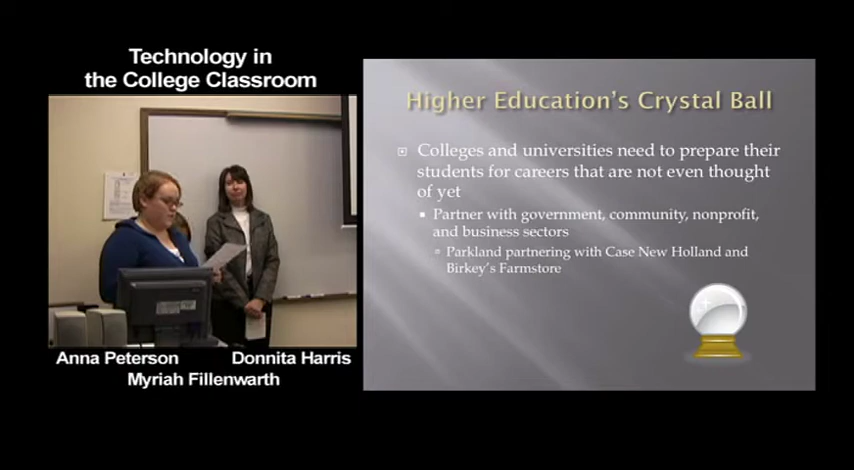 Technology in
the College Classroom
Anna Peterson
Donnita Harris
Myriah Fillenwarth
Higher Education's Crystal Ball
Colleges and universities need to prepare their
students for careers that are not even thought
of yet
Partner with government, community, nonprofit,
and business sectors
Parkland partnering with Case New Holland and
Birkey's Farmstore